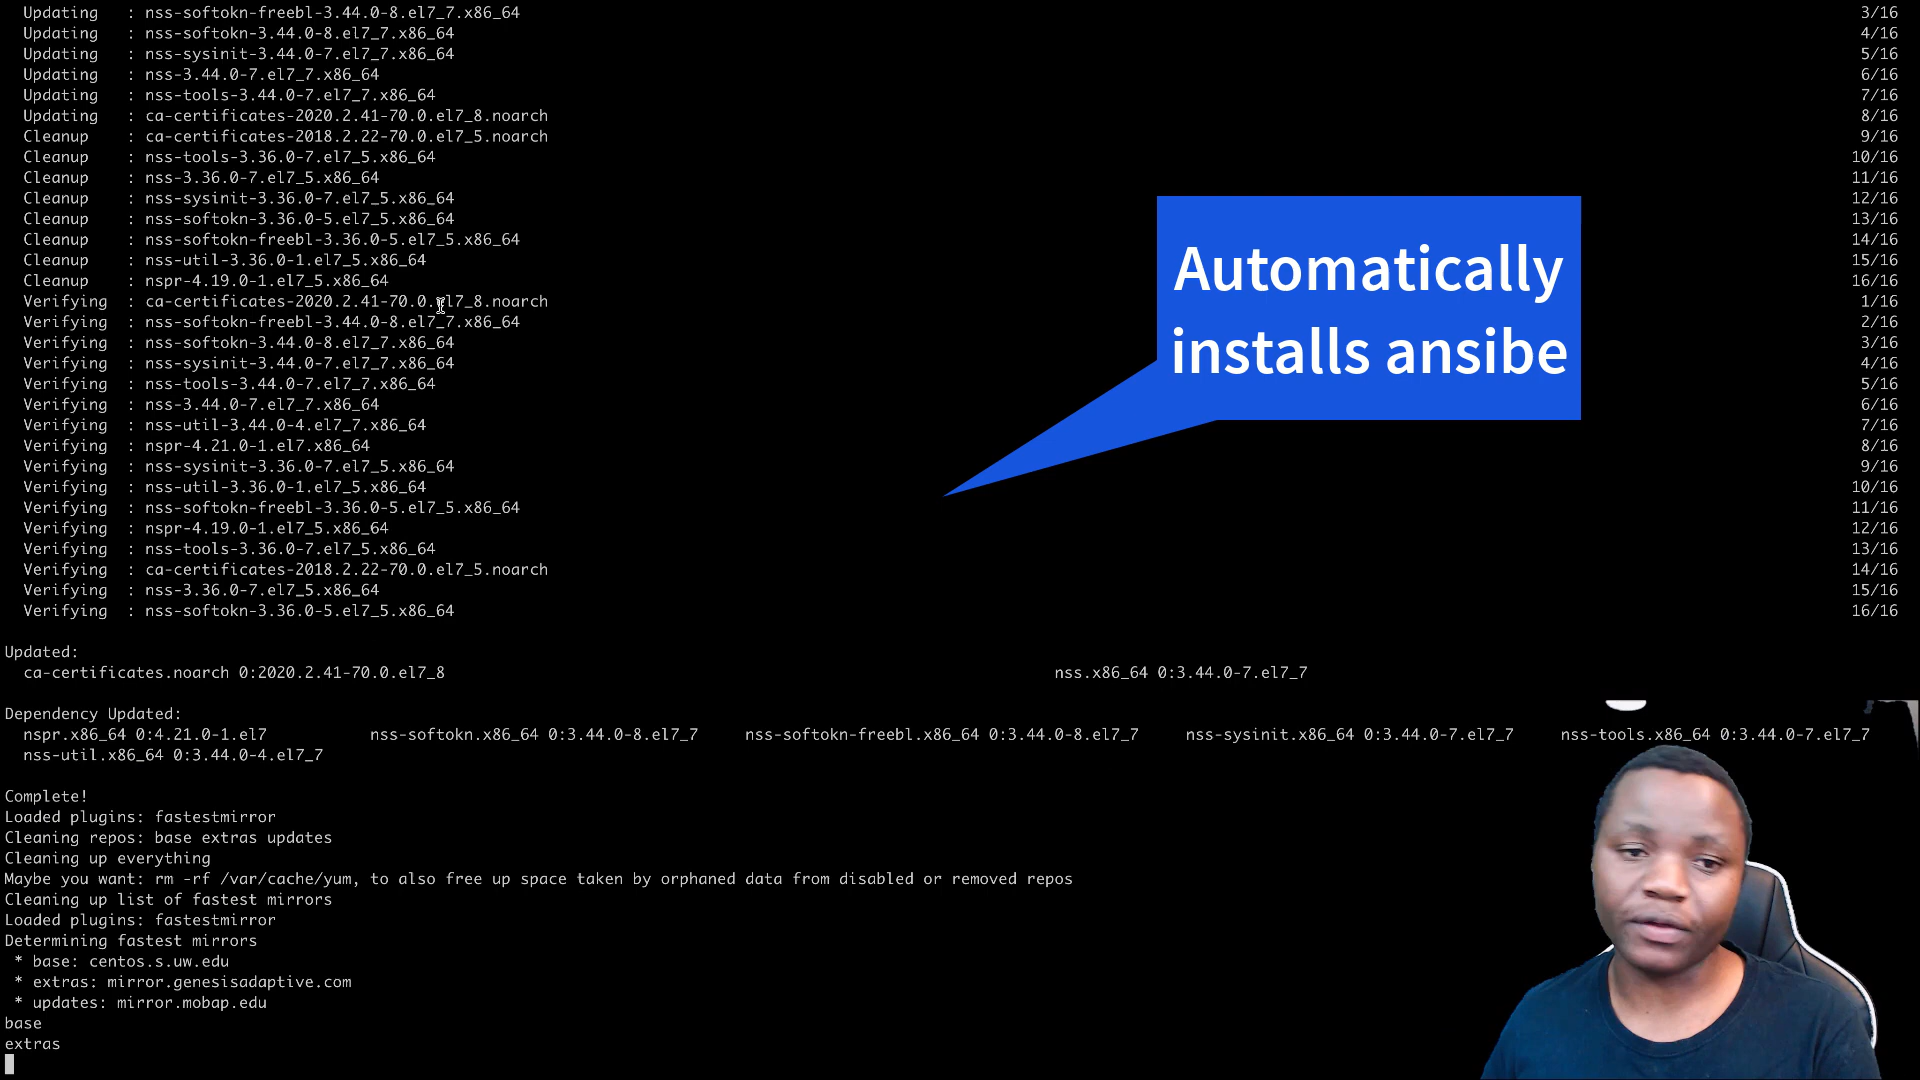 Updating : nss-softokn-freebl-3.44.0-8.el7_7.x86_64 3/16
Updating : nss-softokn-3.44.0-8.el7_7.x86_64 4/16
Updating : nss-sysinit-3.44.0-7.el7_7.x86_64 5/16
Updating : nss-3.44.0-7.el7_7.x86_64 6/16
Updating : nss-tools-3.44.0-7.el7_7.x86_64 7/16
Updating : ca-certificates-2020.2.41-70.0.el7_8.noarch 8/16
Cleanup : ca-certificates-2018.2.22-70.0.el7_5.noarch 9/16
Cleanup : nss-tools-3.36.0-7.el7_5.x86_64 10/16
Cleanup : nss-3.36.0-7.el7_5.x86_64 11/16
Cleanup : nss-sysinit-3.36.0-7.el7_5.x86_64 12/16
Cleanup : nss-softokn-3.36.0-5.el7_5.x86_64 13/16
Cleanup : nss-softokn-freebl-3.36.0-5.el7_5.x86_64 14/16
Cleanup : nss-util-3.36.0-1.el7_5.x86_64 15/16
Cleanup : nspr-4.19.0-1.el7_5.x86_64 16/16
Verifying : ca-certificates-2020.2.41-70.0.el7_8.noarch 1/16
Verifying : nss-softokn-freebl-3.44.0-8.el7_7.x86_64 2/16
Verifying : nss-softokn-3.44.0-8.el7_7.x86_64 3/16
Verifying : nss-sysinit-3.44.0-7.el7_7.x86_64 4/16
Verifying : nss-tools-3.44.0-7.el7_7.x86_64 5/16
Verifying : nss-3.44.0-7.el7_7.x86_64 6/16
Verifying : nss-util-3.44.0-4.el7_7.x86_64 7/16
Verifying : nspr-4.21.0-1.el7.x86_64 8/16
Verifying : nss-sysinit-3.36.0-7.el7_5.x86_64 9/16
Verifying : nss-util-3.36.0-1.el7_5.x86_64 10/16
Verifying : nss-softokn-freebl-3.36.0-5.el7_5.x86_64 11/16
Verifying : nspr-4.19.0-1.el7_5.x86_64 12/16
Verifying : nss-tools-3.36.0-7.el7_5.x86_64 13/16
Verifying : ca-certificates-2018.2.22-70.0.el7_5.noarch 14/16
Verifying : nss-3.36.0-7.el7_5.x86_64 15/16
Verifying : nss-softokn-3.36.0-5.el7_5.x86_64 16/16
Automatically
installs ansibe
Updated:
ca-certificates.noarch 0:2020.2.41-70.0.el7_8 nss.x86_64 0:3.44.0-7.el7_7
Dependency Updated:
nspr.x86_64 0:4.21.0-1.el7 nss-softokn.x86_64 0:3.44.0-8.el7_7 nss-softokn-freebl.x86_64 0:3.44.0-8.el7_7 nss-sysinit.x86_64 0:3.44.0-7.el7_7 nss-tools.x86_64 0:3.44.0-7.el7_7
nss-util.x86_64 0:3.44.0-4.el7_7
Complete!
Loaded plugins: fastestmirror
Cleaning repos: base extras updates
Cleaning up everything
Maybe you want: rm -rf /var/cache/yum, to also free up space taken by orphaned data from disabled or removed repos
Cleaning up list of fastest mirrors
Loaded plugins: fastestmirror
Determining fastest mirrors
* base: centos.s.uw.edu
* extras: mirror.genesisadaptive.com
* updates: mirror.mobap.edu
base
extras